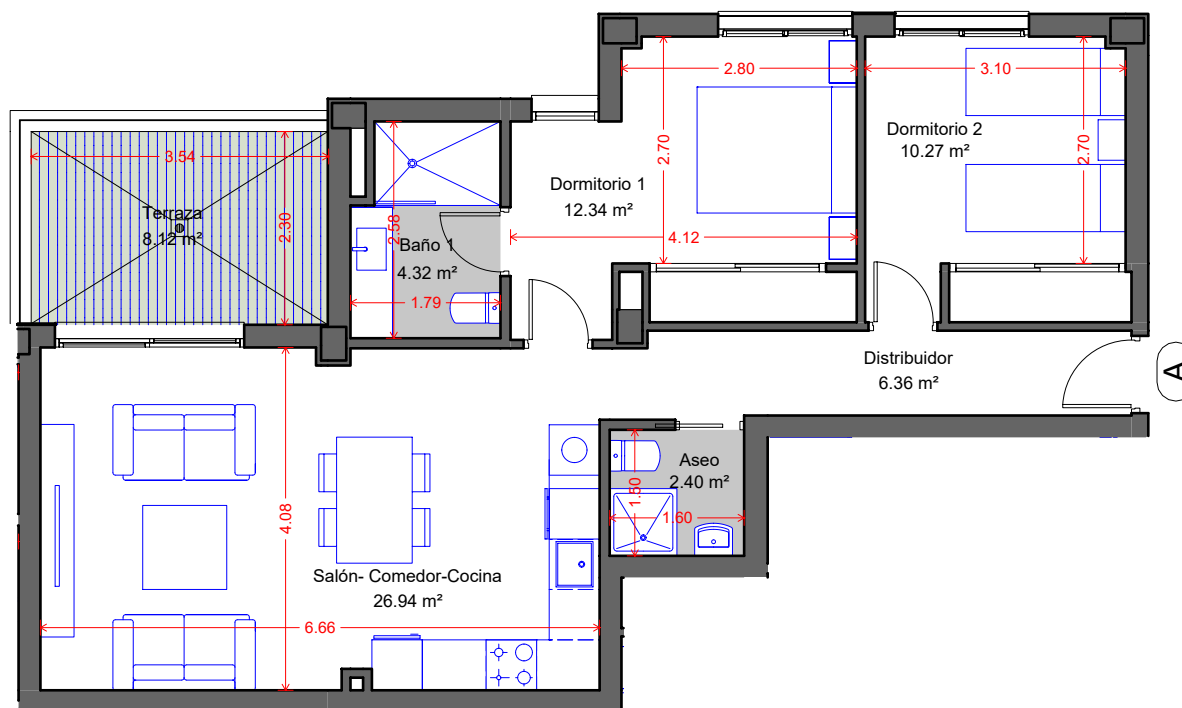 2.80
3.10
Dormitorio 2
10.27 m²
2.70
2.70
3.54
Dormitorio 1
12.34 m²
Terraza
8.12 m²
2.30
2.58
Baño 1
4.32 m²
4.12
1.79
Distribuidor
6.36 m²
A
Aseo
2.40 m²
1.50
1.60
4.08
Salón- Comedor-Cocina
26.94 m²
6.66